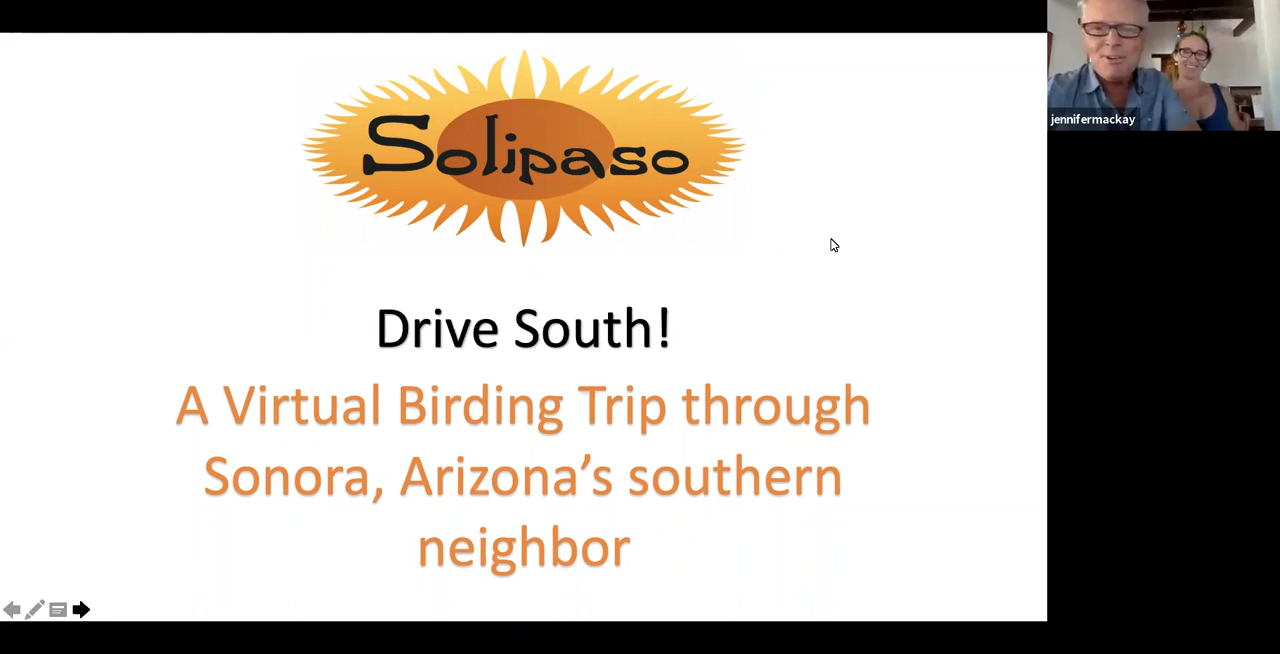 Solipaso
Drive South!
A Virtual Birding Trip through
Sonora, Arizona’s southern
neighbor
jennifermackay